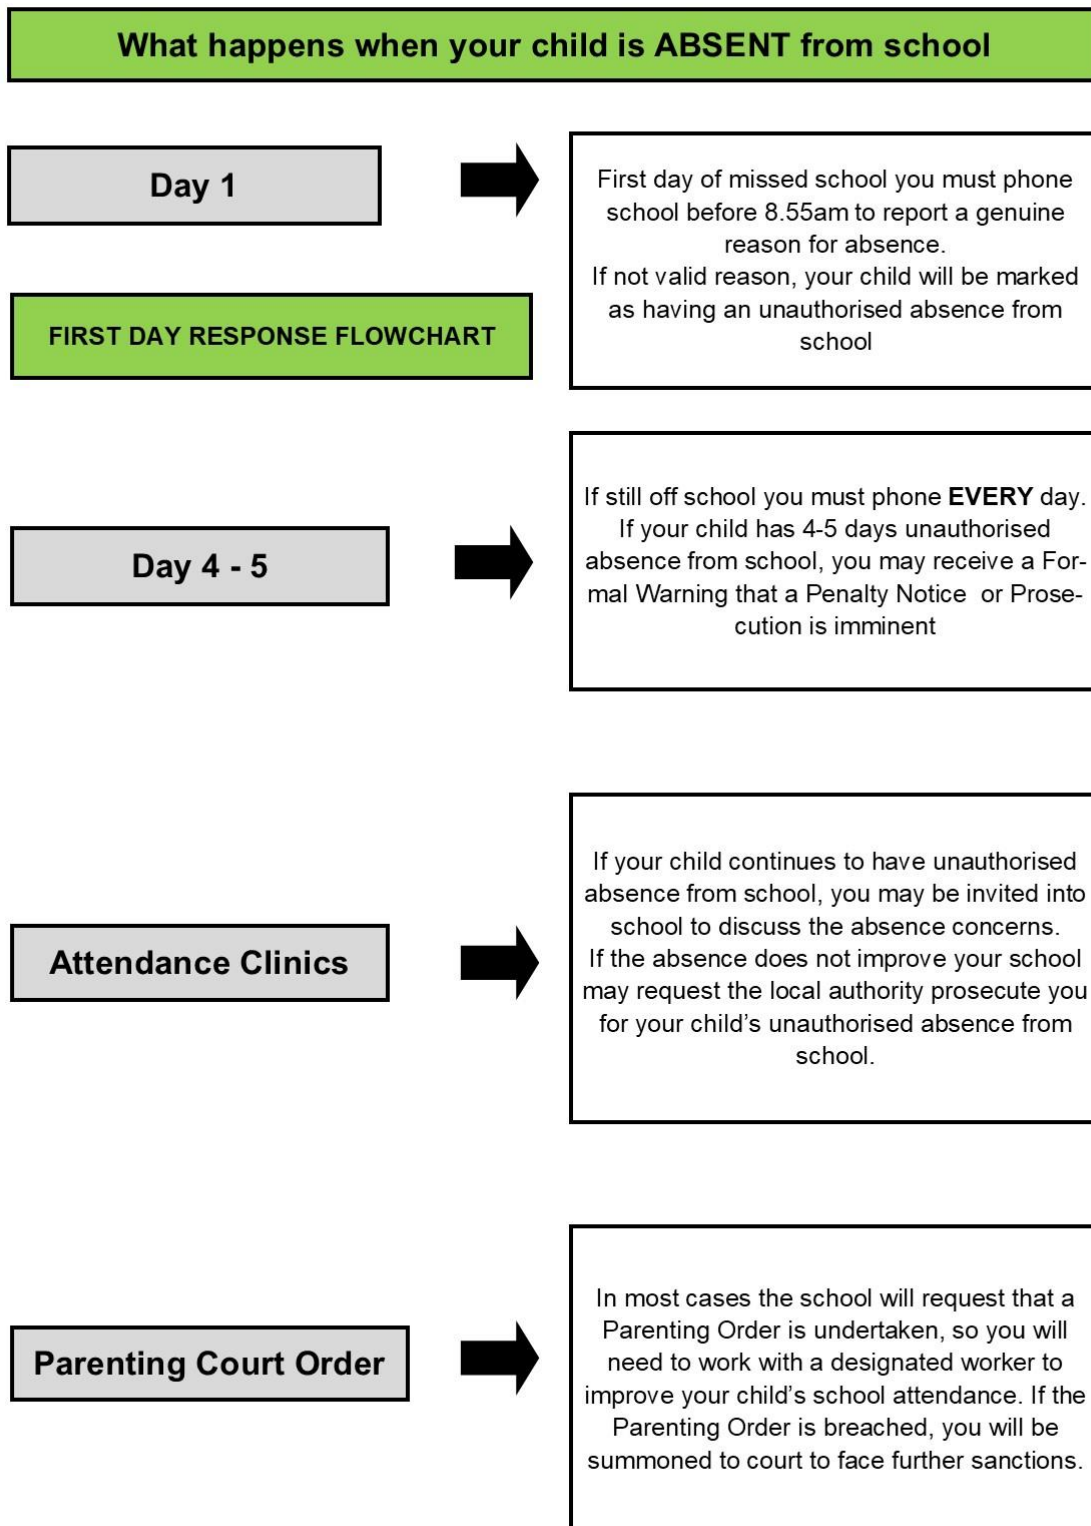 What happens when your child is ABSENT from school
Day 1
First day of missed school you must phone
school before 8.55am to report a genuine
reason for absence.
If not valid reason, your child will be marked
as having an unauthorised absence from
school
FIRST DAY RESPONSE FLOWCHART
Day 4 - 5
If still off school you must phone EVERY day.
If your child has 4-5 days unauthorised
absence from school, you may receive a For-
mal Warning that a Penalty Notice  or Prose-
cution is imminent
Attendance Clinics
If your child continues to have unauthorised
absence from school, you may be invited into
school to discuss the absence concerns.
If the absence does not improve your school
may request the local authority prosecute you
for your child’s unauthorised absence from
school.
Parenting Court Order
In most cases the school will request that a
Parenting Order is undertaken, so you will
need to work with a designated worker to
improve your child’s school attendance. If the
Parenting Order is breached, you will be
summoned to court to face further sanctions.